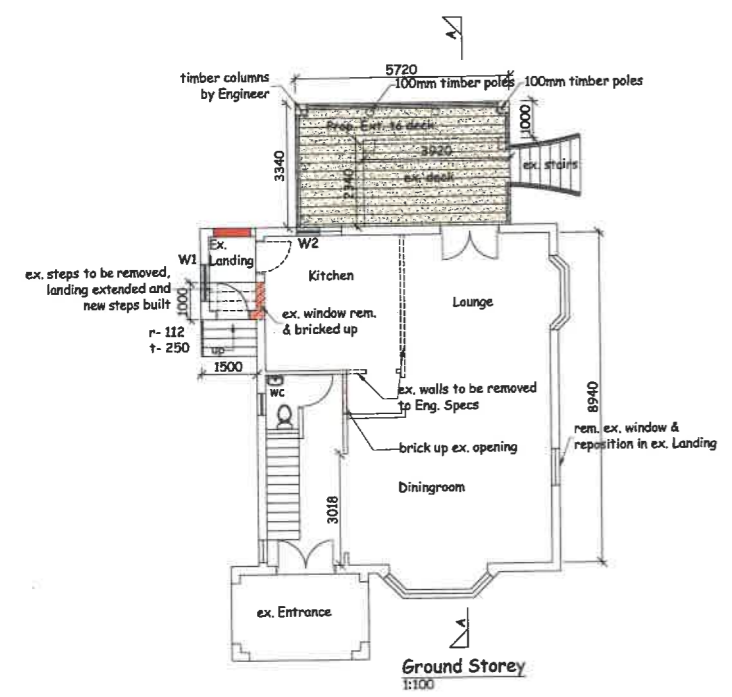 A
5720
timber columns
by Engineer
100mm timber poles
100mm timber poles
1000
Prop. Ext. to deck
3920
3340
2340
ex. deck
ex. stairs
W1
Ex.
Landing
W2
Kitchen
Lounge
ex. steps to be removed,
landing extended and
new steps built
1000
ex. window rem.
& bricked up
r- 112
t- 250
up
1500
wc
ex. walls to be removed
to Eng. Specs
8940
rem. ex. window &
reposition in ex. Landing
brick up ex. opening
Diningroom
3018
ex. Entrance
A
Ground Storey
1:100